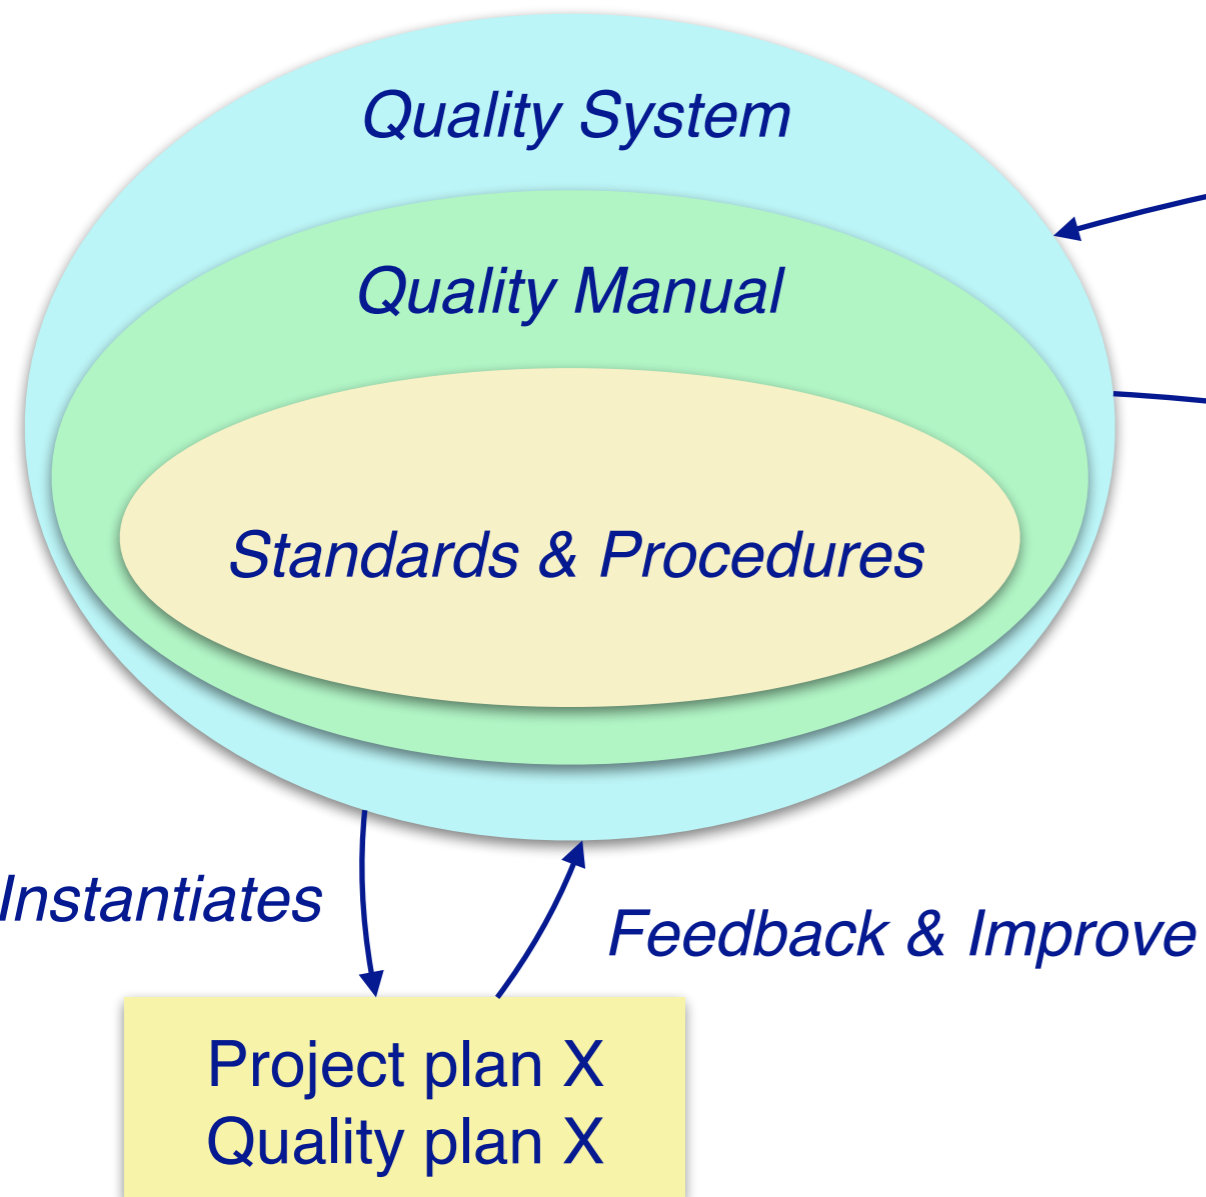 Quality System
Quality Manual
Standards & Procedures
Instantiates
Feedback & Improve
Project plan X
Quality plan X